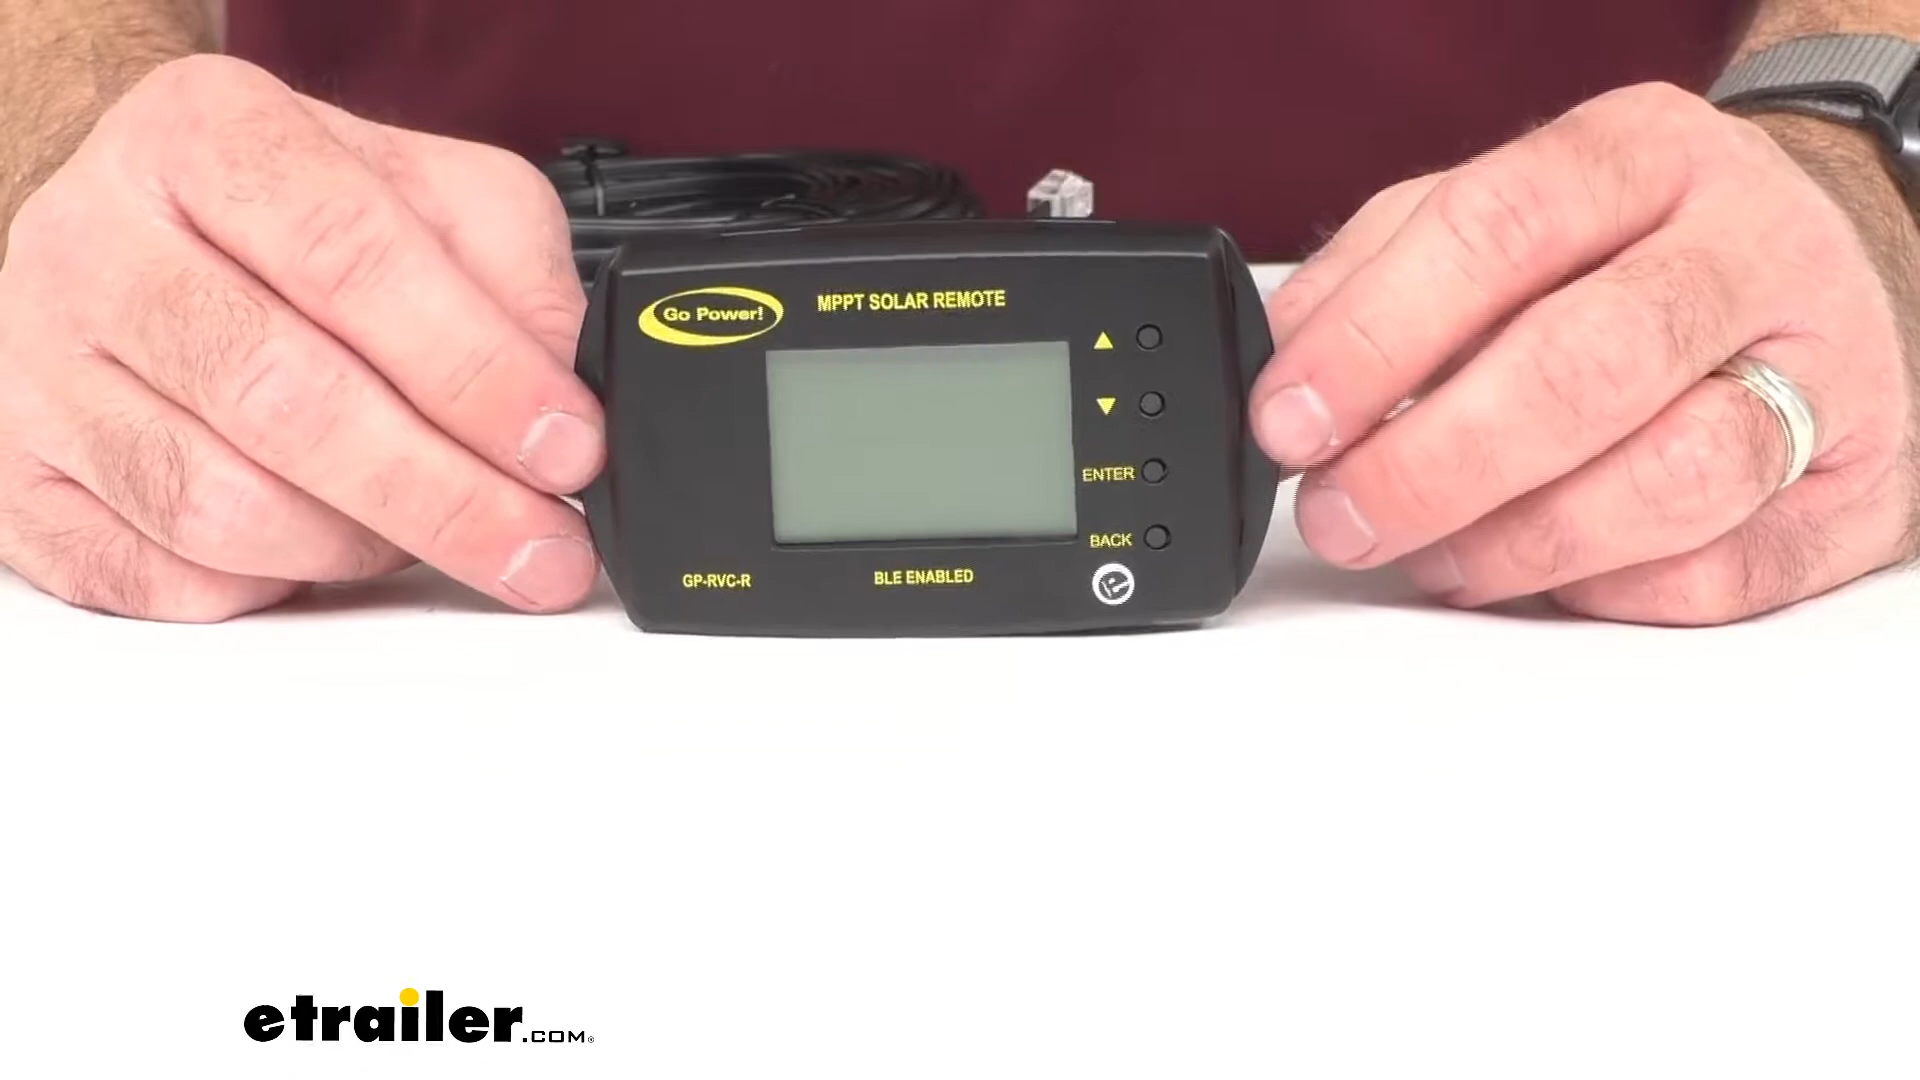 Go Power!
MPPT SOLAR REMOTE
ENTER
BACK
GP-RVC-R
BLE ENABLED
etrailer.COM®